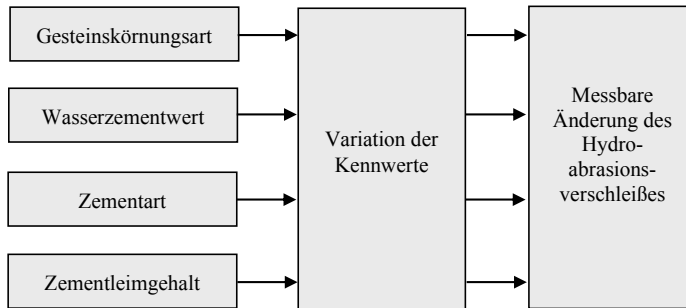 Gesteinskörnungsart
Wasserzementwert
Zementart
Zementleimgehalt
Variation der
Kennwerte
Messbare
Änderung des
Hydro-
abrasions-
verschleißes